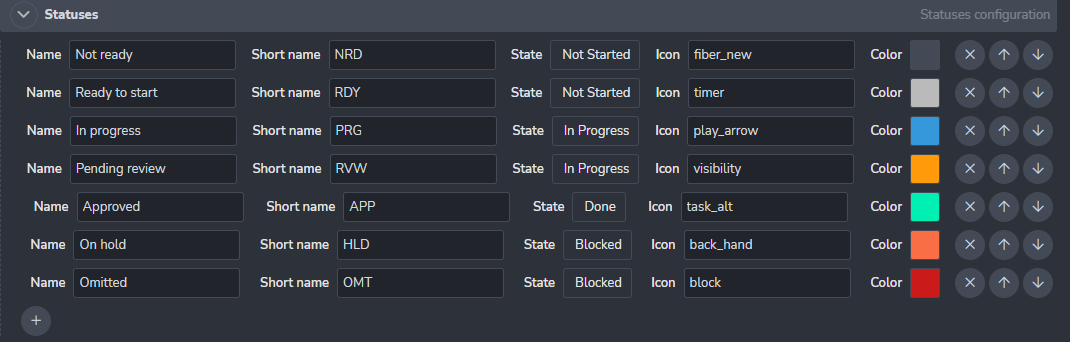 Statuses Statuses configuration
Name Not ready Short name NRD State Not Started Icon fiber_new Color
Name Ready to start Short name RDY State Not Started Icon timer Color
Name In progress Short name PRG State In Progress Icon play_arrow Color
Name Pending review Short name RVW State In Progress Icon visibility Color
Name Approved Short name APP State Done Icon task_alt Color
Name On hold Short name HLD State Blocked Icon back_hand Color
Name Omitted Short name OMT State Blocked Icon block Color